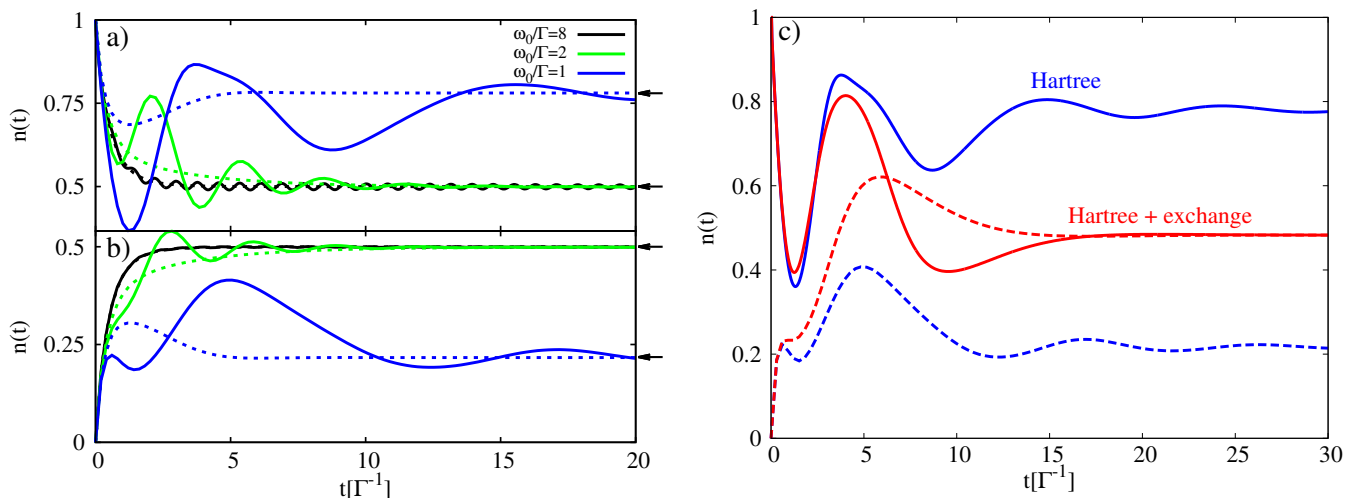 a)
ω₀/Γ=8
ω₀/Γ=2
ω₀/Γ=1
1
0.75
0.5
n(t)
b)
0.5
0.25
0
n(t)
0
5
10
15
20
t[Γ⁻¹]
c)
Hartree
Hartree + exchange
1
0.8
0.6
0.4
0.2
0
n(t)
0
5
10
15
20
25
30
t[Γ⁻¹]